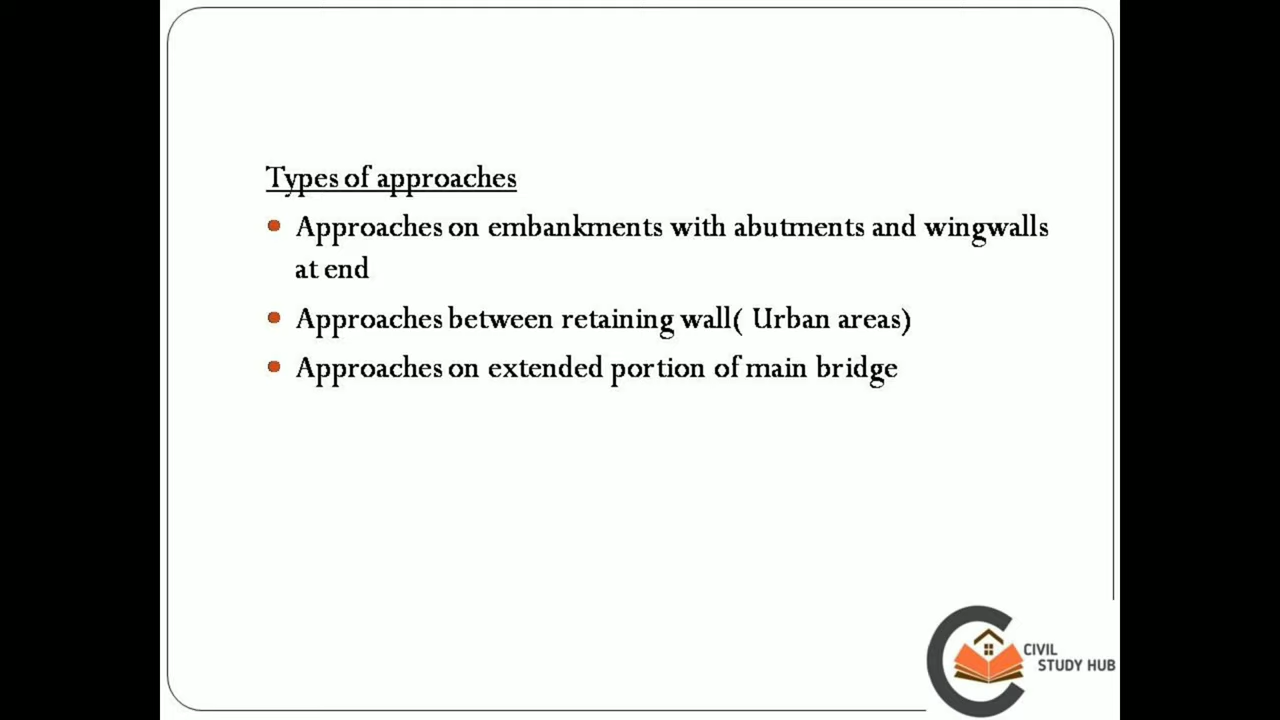 Types of approaches
Approaches on embankments with abutments and wingwalls
at end
Approaches between retaining wall( Urban areas)
Approaches on extended portion of main bridge
CIVIL
STUDY HUB